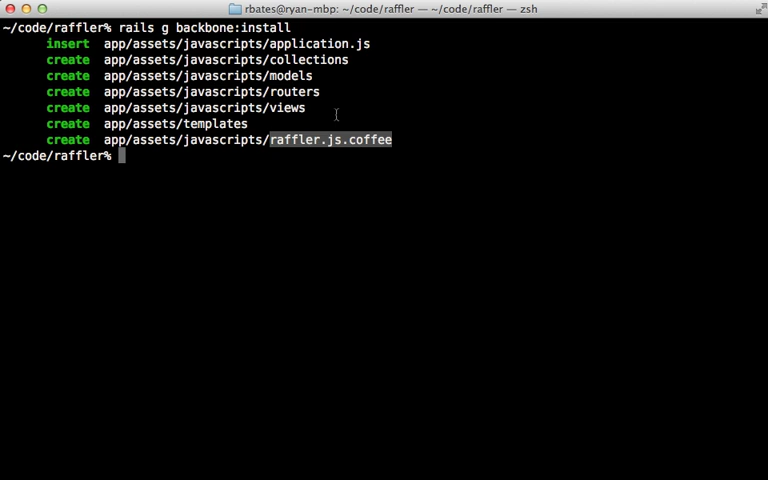 rbates@ryan-mbp: ~/code/raffler — ~/code/raffler — zsh
~/code/raffler% rails g backbone:install
insert app/assets/javascripts/application.js
create app/assets/javascripts/collections
create app/assets/javascripts/models
create app/assets/javascripts/routers
create app/assets/javascripts/views
create app/assets/templates
create app/assets/javascripts/raffler.js.coffee
~/code/raffler%